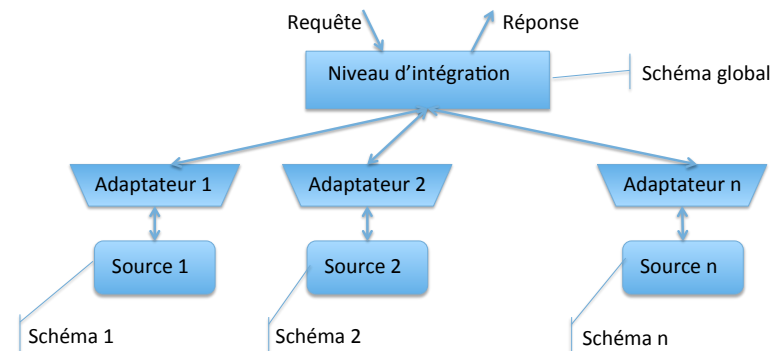 Requête
Réponse
Niveau d'intégration
Schéma global
Adaptateur 1
Adaptateur 2
Adaptateur n
Source 1
Source 2
Source n
Schéma 1
Schéma 2
Schéma n